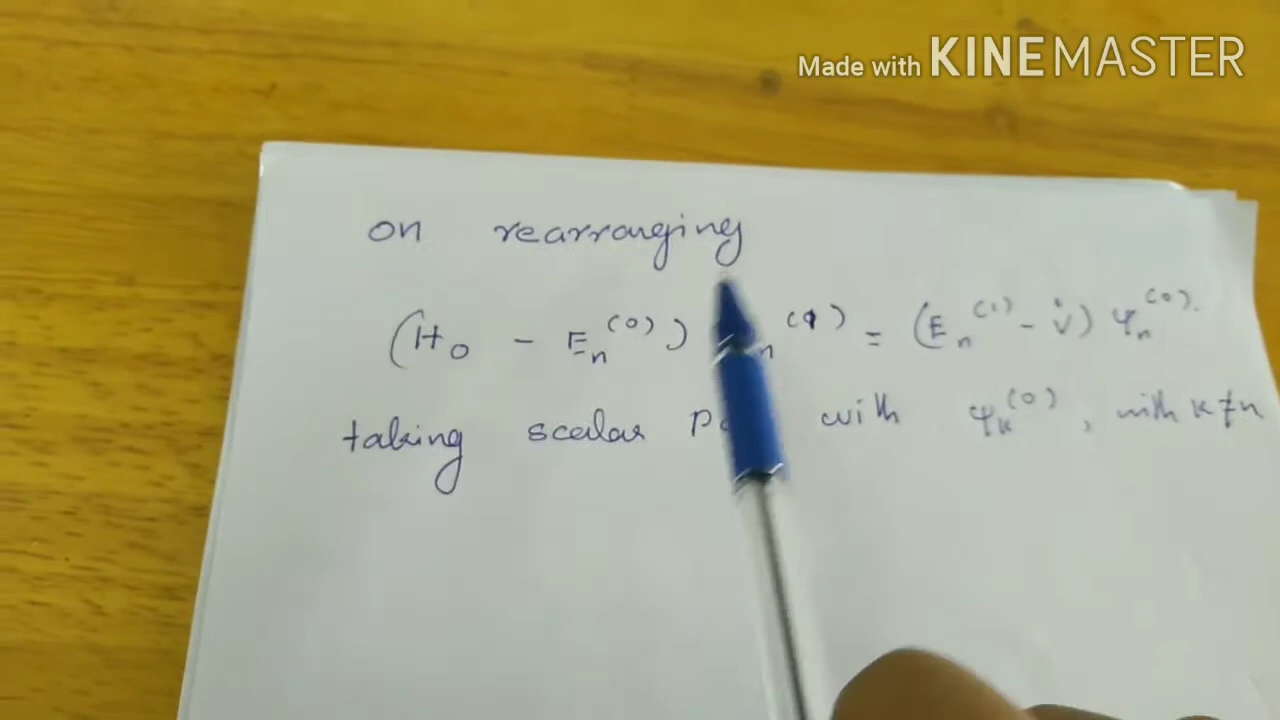 Made with KINEMASTER
on rearranging
(H₀ - Eₙ⁽⁰⁾) ₙ⁽¹⁾ = (Eₙ⁽¹⁾ - V) ψₙ⁽⁰⁾.
taking scalar with ψₖ⁽⁰⁾, with k≠n